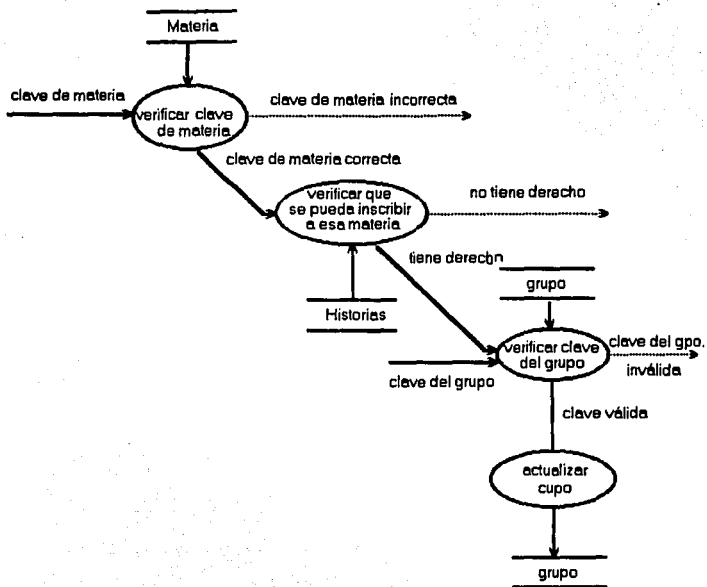 Materia
clave de materia
verificar clave
de materia
clave de materia incorrecta
clave de materia correcta
verificar que
se pueda inscribir
a esa materia
no tiene derecho
tiene derecho
Historias
grupo
verificar clave
del grupo
clave del gpo.
inválida
clave del grupo
clave válida
actualizar
cupo
grupo